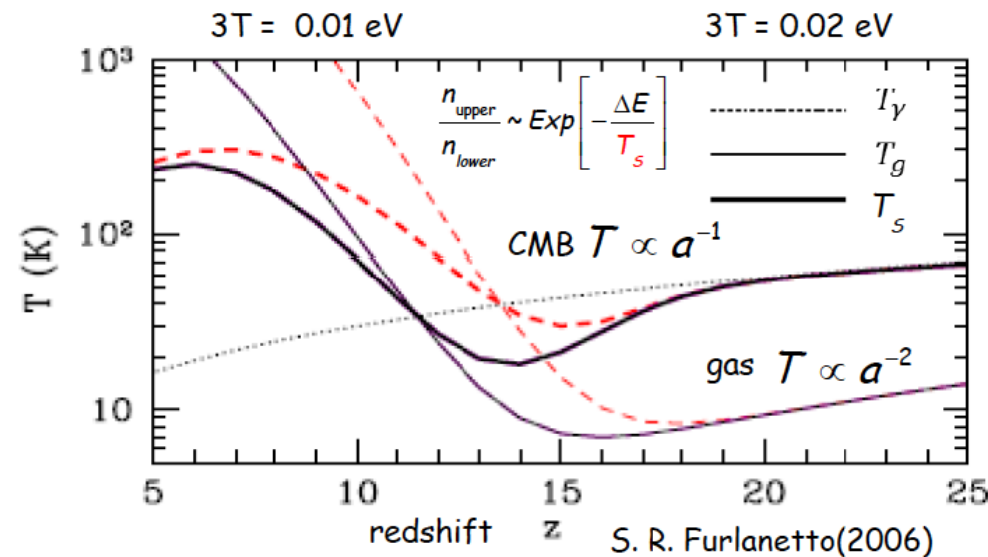 3T = 0.01 eV 3T = 0.02 eV
10³
n_upper / n_lower ~ Exp[-ΔE / T_s]
T_γ
T_g
T_s
10²
CMB T ∝ a⁻¹
T (K)
gas T ∝ a⁻²
10
5 10 15 20 25
redshift z S. R. Furlanetto(2006)